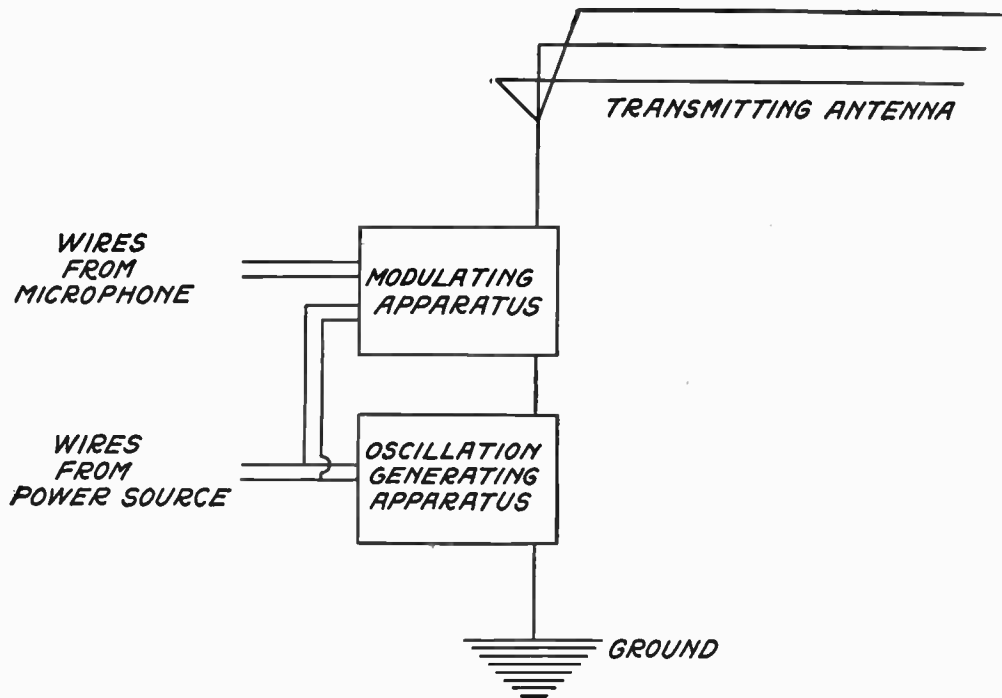 TRANSMITTING ANTENNA
WIRES
FROM
MICROPHONE
MODULATING
APPARATUS
WIRES
FROM
POWER SOURCE
OSCILLATION
GENERATING
APPARATUS
GROUND